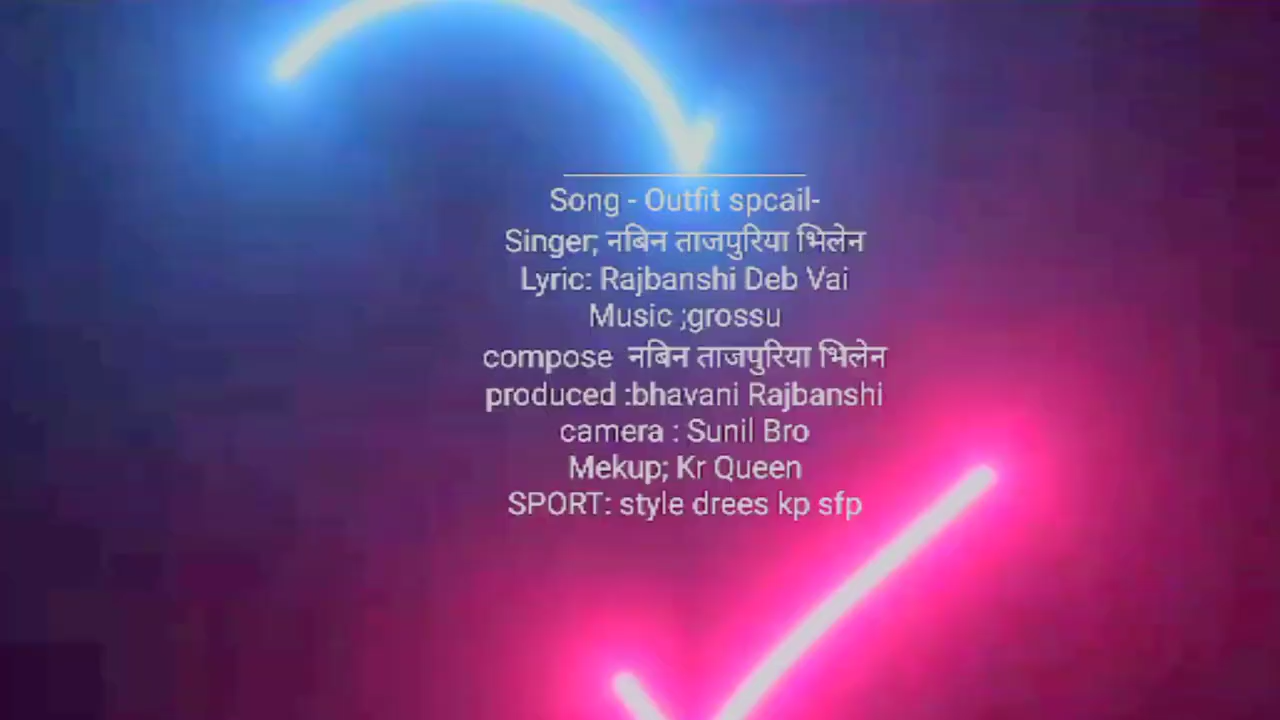 Song - Outfit spcail-
Singer; नबिन ताजपुरिया भिलेन
Lyric: Rajbanshi Deb Vai
Music ;grossu
compose नबिन ताजपुरिया भिलेन
produced :bhavani Rajbanshi
camera : Sunil Bro
Mekup; Kr Queen
SPORT: style drees kp sfp